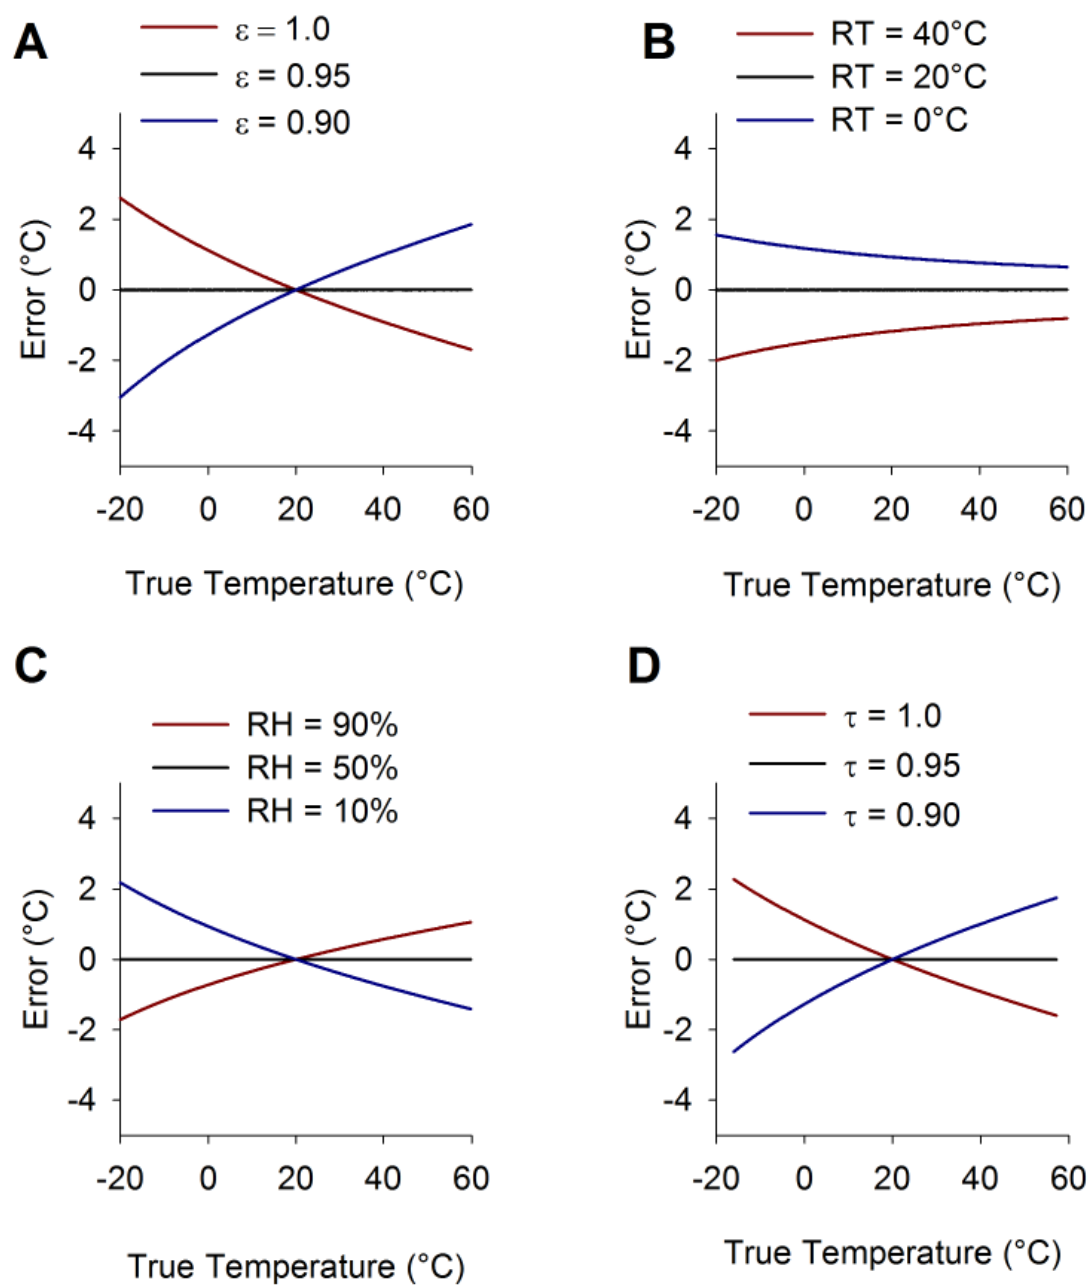 A
ε = 1.0
ε = 0.95
ε = 0.90
4
2
0
-2
-4
Error (°C)
-20 0 20 40 60
True Temperature (°C)
B
RT = 40°C
RT = 20°C
RT = 0°C
4
2
0
-2
-4
Error (°C)
-20 0 20 40 60
True Temperature (°C)
C
RH = 90%
RH = 50%
RH = 10%
4
2
0
-2
-4
Error (°C)
-20 0 20 40 60
True Temperature (°C)
D
τ = 1.0
τ = 0.95
τ = 0.90
4
2
0
-2
-4
Error (°C)
-20 0 20 40 60
True Temperature (°C)